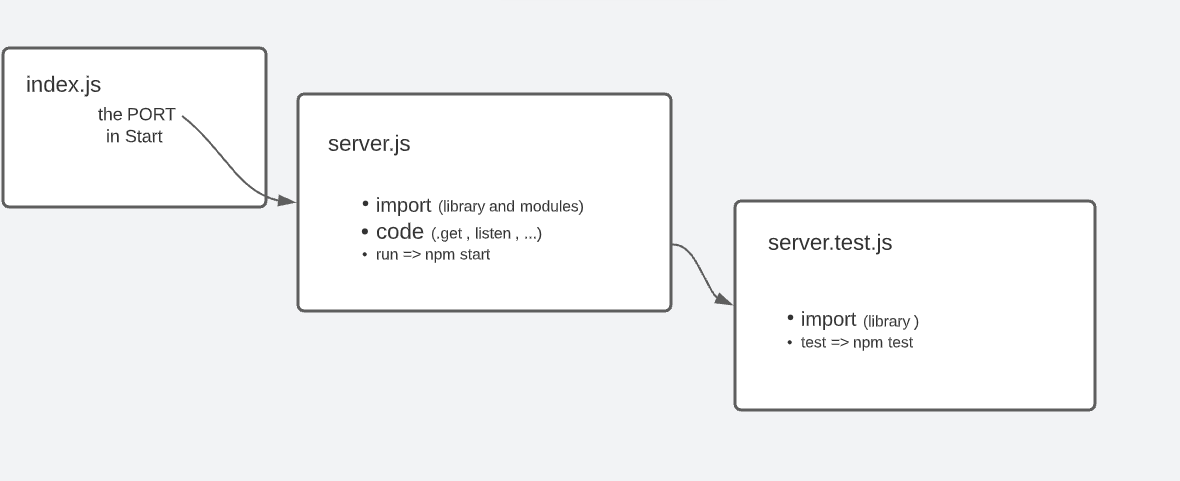 index.js
the PORT
in Start
server.js
• import (library and modules)
• code (.get , listen , ...)
• run => npm start
server.test.js
• import (library )
• test => npm test